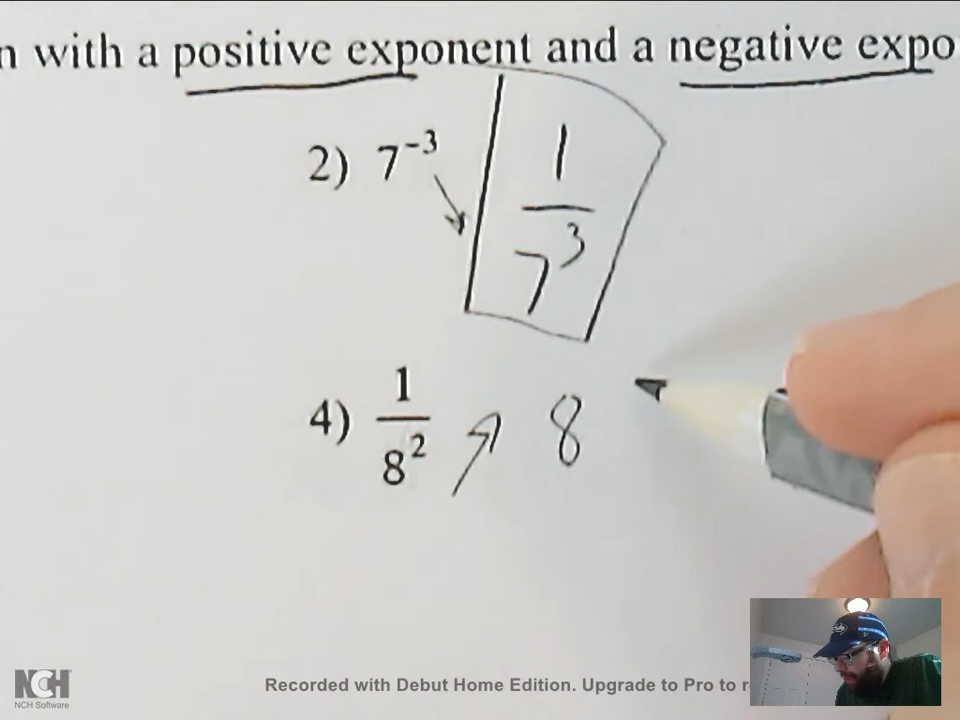 n with a positive exponent and a negative expo
2) 7⁻³
1
7³
4) 1
8²
8
NCH
NCH Software
Recorded with Debut Home Edition. Upgrade to Pro to r